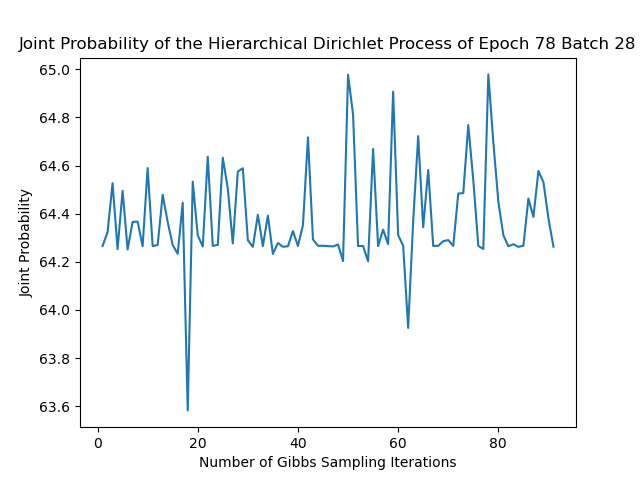 Joint Probability of the Hierarchical Dirichlet Process of Epoch 78 Batch 28
65.0
64.8
64.6
64.4
64.2
64.0
63.8
63.6
Joint Probability
0 20 40 60 80
Number of Gibbs Sampling Iterations